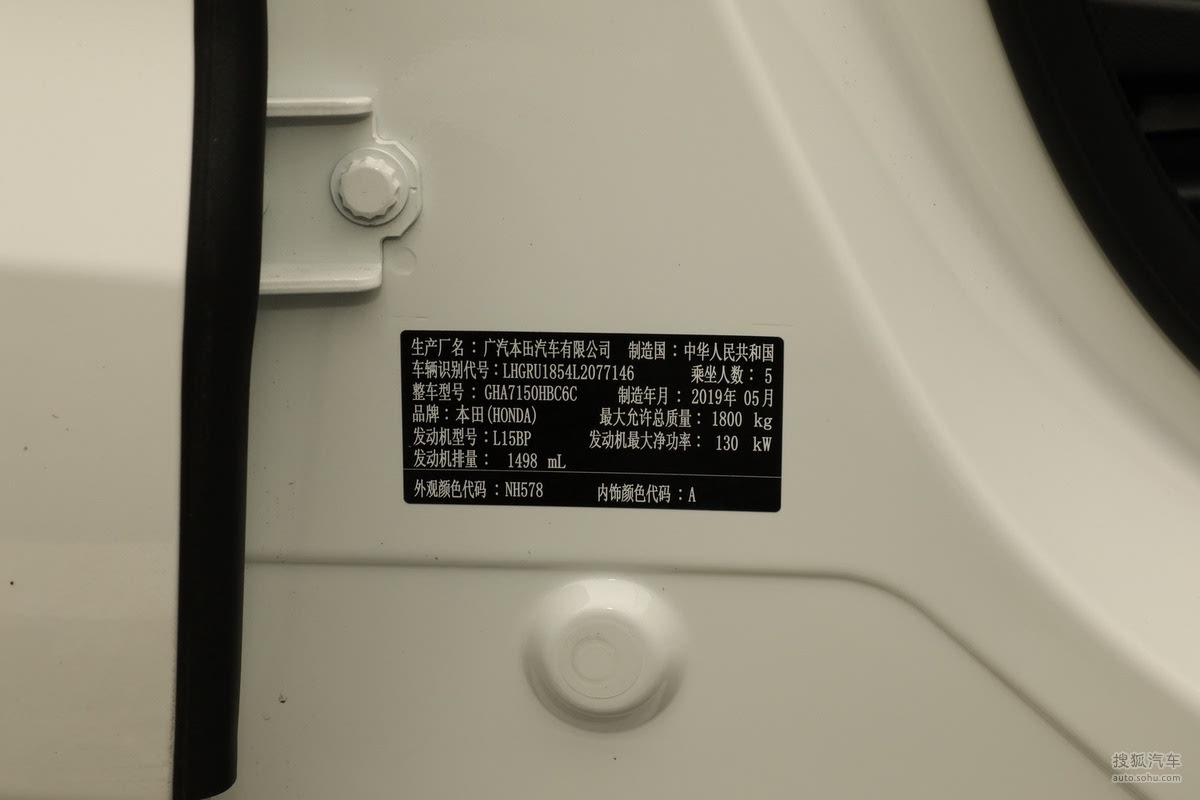 生产厂名：广汽本田汽车有限公司 制造国：中华人民共和国
车辆识别代号：LHGRU1854L2077146 乘坐人数：5
整车型号：GHA7150HBC6C 制造年月：2019年 05月
品牌：本田(HONDA) 最大允许总质量：1800 kg
发动机型号：L15BP 发动机最大净功率：130 kW
发动机排量：1498 mL
外观颜色代码：NH578 内饰颜色代码：A
搜狐汽车
auto.sohu.com